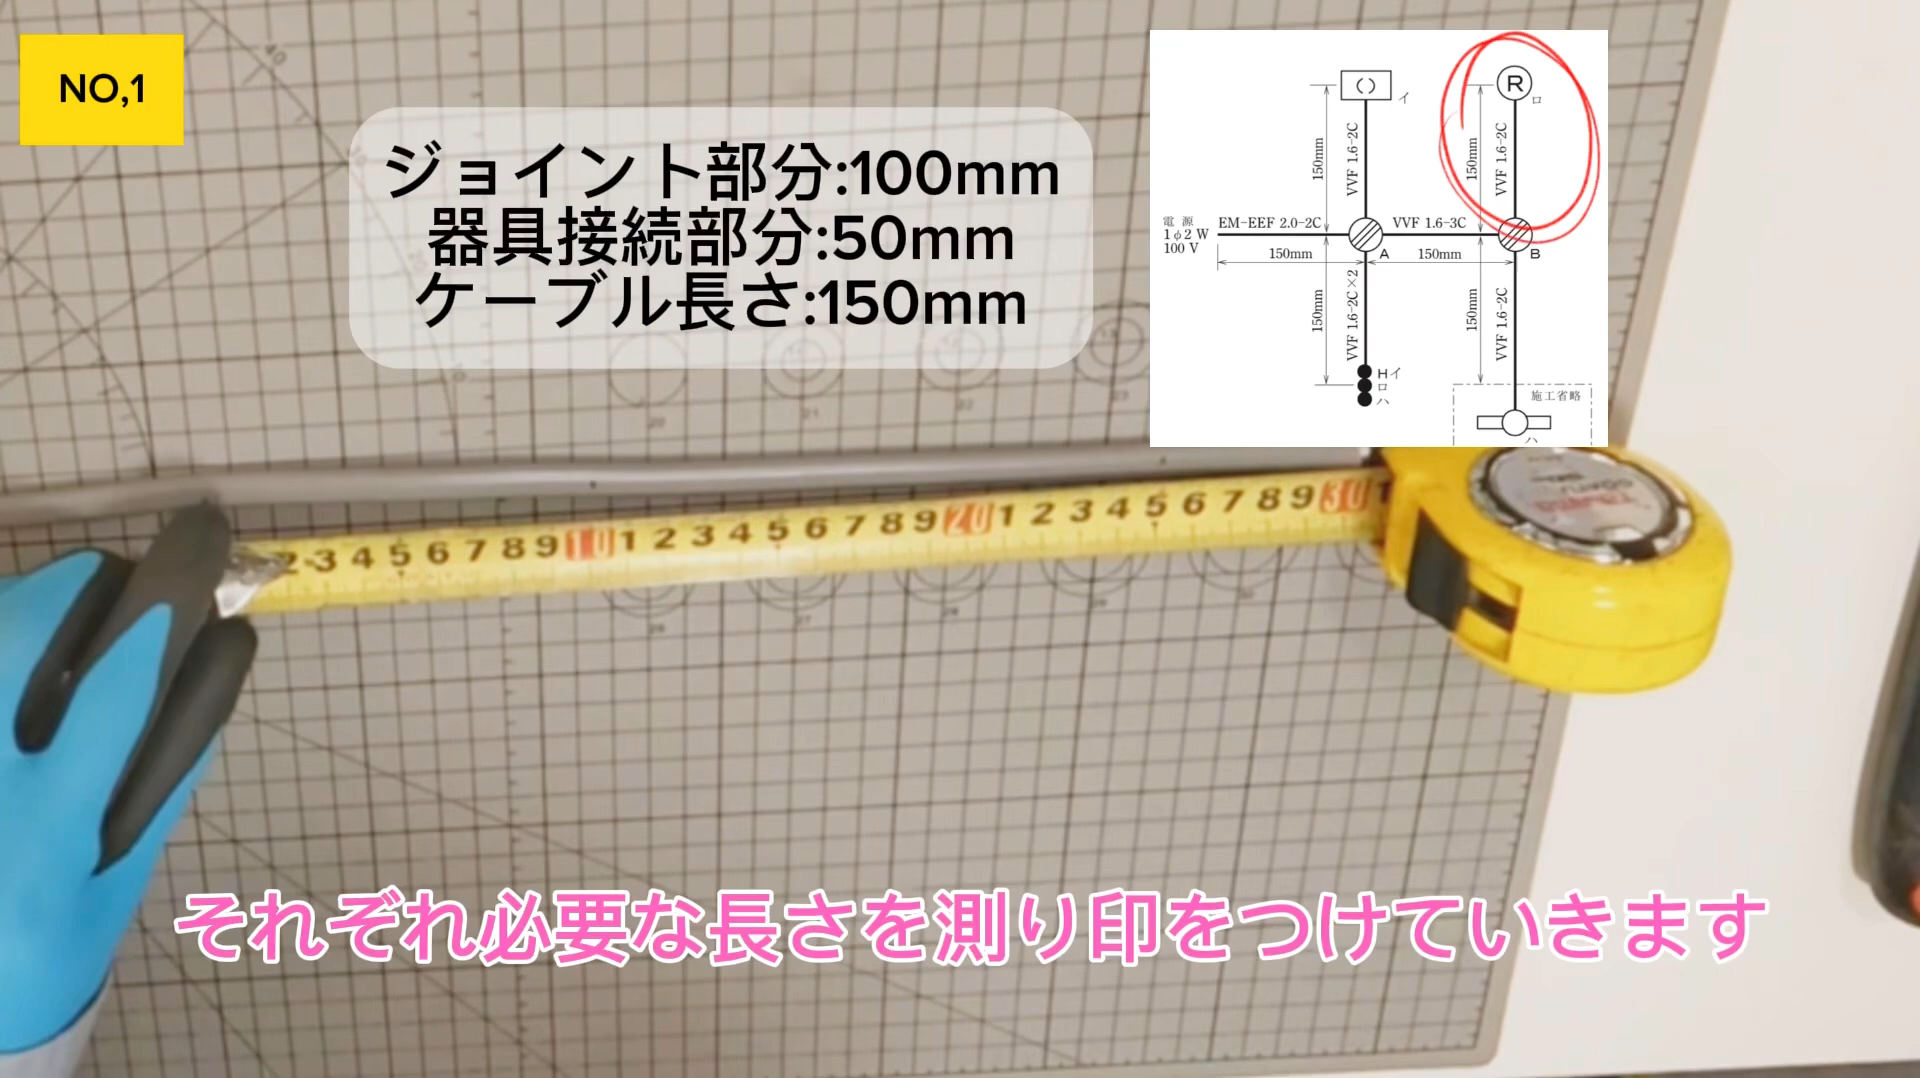 NO,1
ジョイント部分:100mm
器具接続部分:50mm
ケーブル長さ:150mm
( )
イ
R
ロ
150mm
VVF 1.6-2C
150mm
VVF 1.6-2C
電源
1φ2W
100 V
EM-EEF 2.0-2C
VVF 1.6-3C
A
B
150mm
150mm
150mm
VVF 1.6-2C×2
150mm
VVF 1.6-2C
Hイ
ロ
ハ
施工省略
ハ
2 3 4 5 6 7 8 9 10 1 2 3 4 5 6 7 8 9 20 1 2 3 4 5 6 7 8 9 30 1
それぞれ必要な長さを測り印をつけていきます